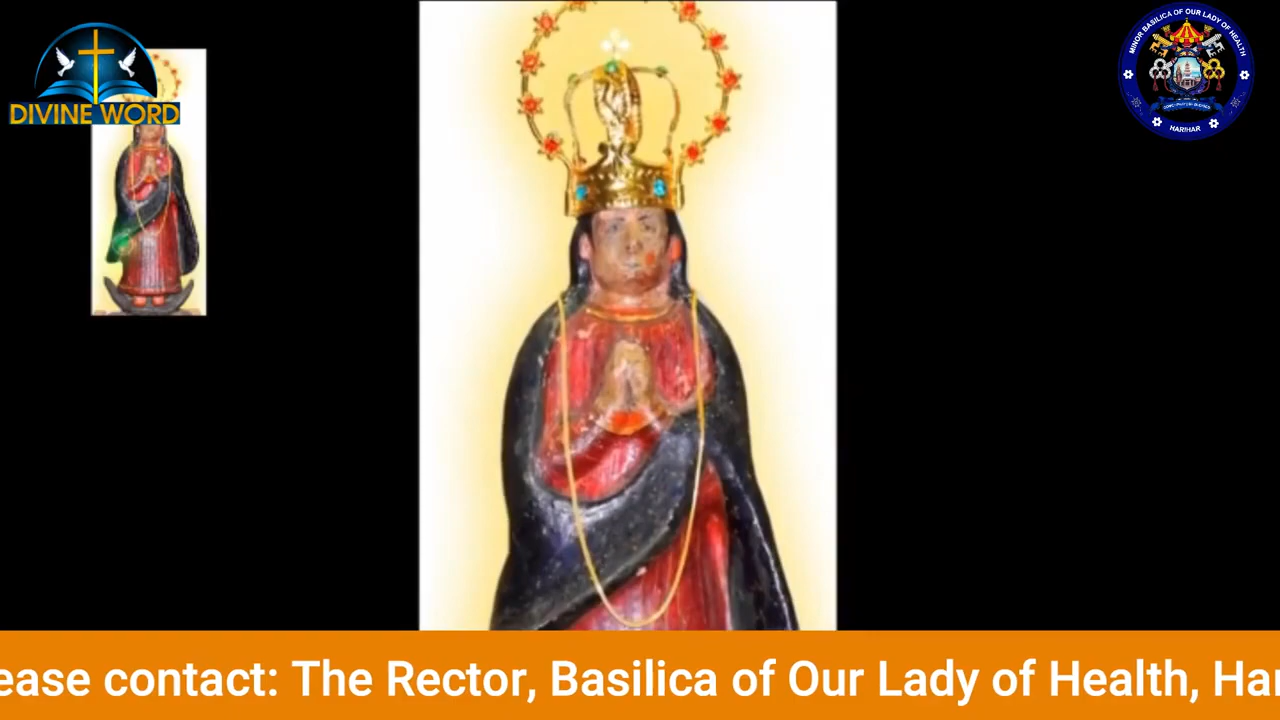 DIVINE WORD
MINOR BASILICA OF OUR LADY OF HEALTH
HARIHAR
ease contact: The Rector, Basilica of Our Lady of Health, Har